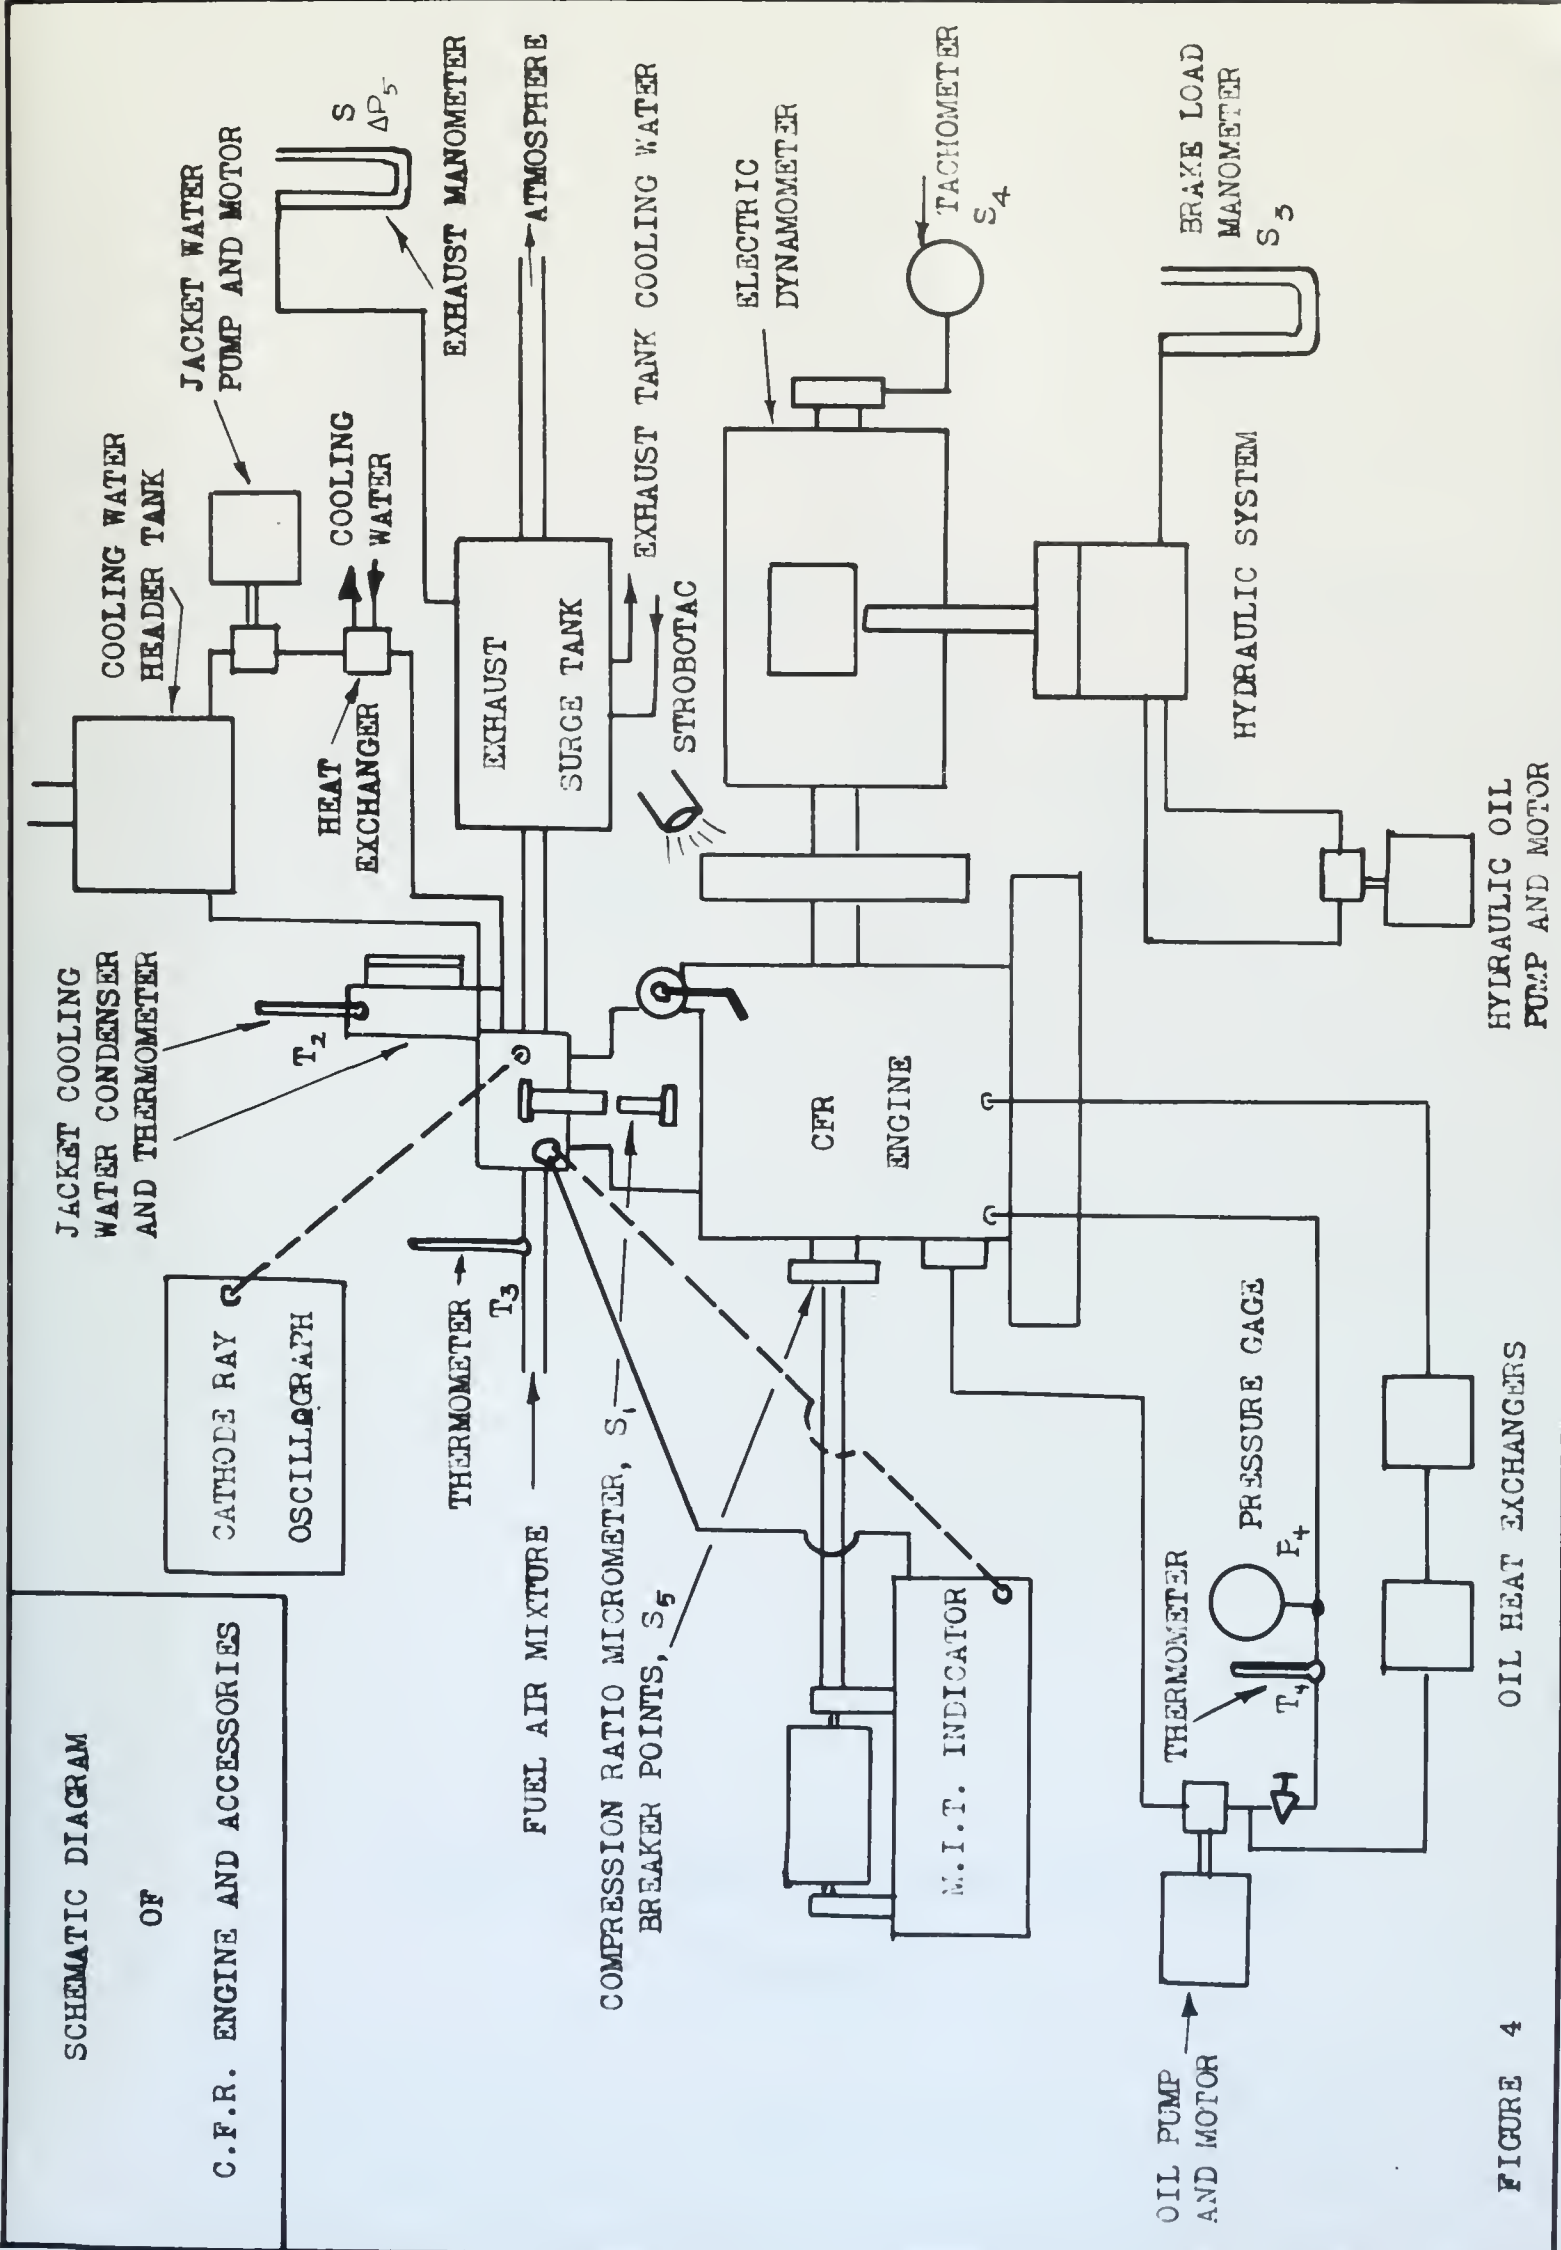 SCHEMATIC DIAGRAM
OF
C.F.R. ENGINE AND ACCESSORIES
CATHODE RAY
OSCILLOGRAPH
JACKET COOLING
WATER CONDENSER
AND THERMOMETER
T2
COOLING WATER
HEADER TANK
JACKET WATER
PUMP AND MOTOR
HEAT
EXCHANGER
COOLING
WATER
S
ΔP5
EXHAUST MANOMETER
ATMOSPHERE
EXHAUST
SURGE TANK
EXHAUST TANK COOLING WATER
STROBOTAC
THERMOMETER
T3
FUEL AIR MIXTURE
COMPRESSION RATIO MICROMETER, S1
BREAKER POINTS, S5
CFR
ENGINE
ELECTRIC
DYNAMOMETER
TACHOMETER
S4
BRAKE LOAD
MANOMETER
S3
HYDRAULIC SYSTEM
HYDRAULIC OIL
PUMP AND MOTOR
M.I.T. INDICATOR
THERMOMETER
T4
PRESSURE GAGE
P4
OIL PUMP
AND MOTOR
OIL HEAT EXCHANGERS
FIGURE 4